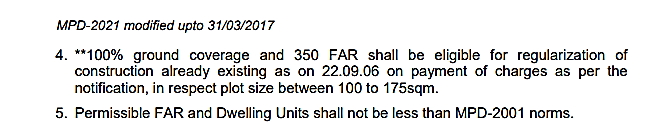 MPD-2021 modified upto 31/03/2017
4. **100% ground coverage and 350 FAR shall be eligible for regularization of
construction already existing as on 22.09.06 on payment of charges as per the
notification, in respect plot size between 100 to 175sqm.
5. Permissible FAR and Dwelling Units shall not be less than MPD-2001 norms.